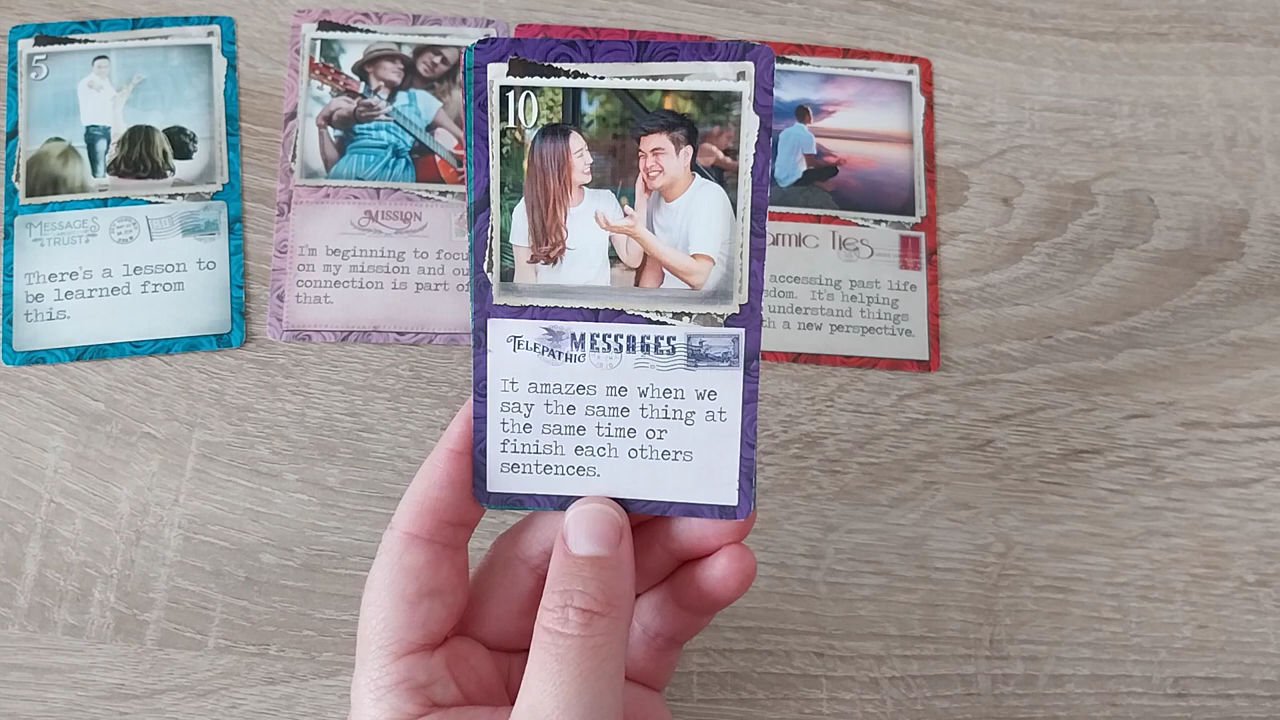 5
MESSAGES
TRUST
There's a lesson to
be learned from
this.
MISSION
I'm beginning to focu
on my mission and ou
connection is part of
that.
10
TELEPATHIC MESSAGES
It amazes me when we
say the same thing at
the same time or
finish each others
sentences.
armic Ties
accessing past life
sdom. It's helping
understand things
h a new perspective.